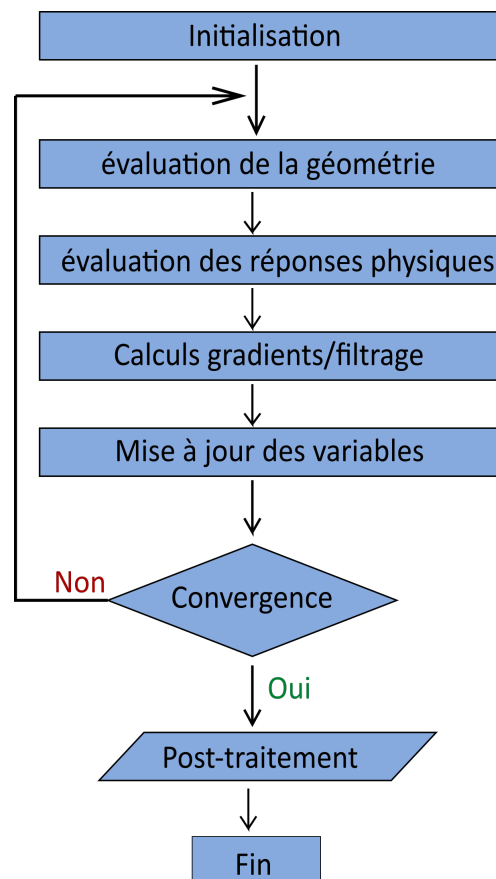 Initialisation
évaluation de la géométrie
évaluation des réponses physiques
Calculs gradients/filtrage
Mise à jour des variables
Non
Convergence
Oui
Post-traitement
Fin